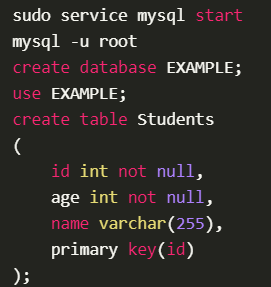 sudo service mysql start
mysql -u root
create database EXAMPLE;
use EXAMPLE;
create table Students
(
    id int not null,
    age int not null,
    name varchar(255),
    primary key(id)
);